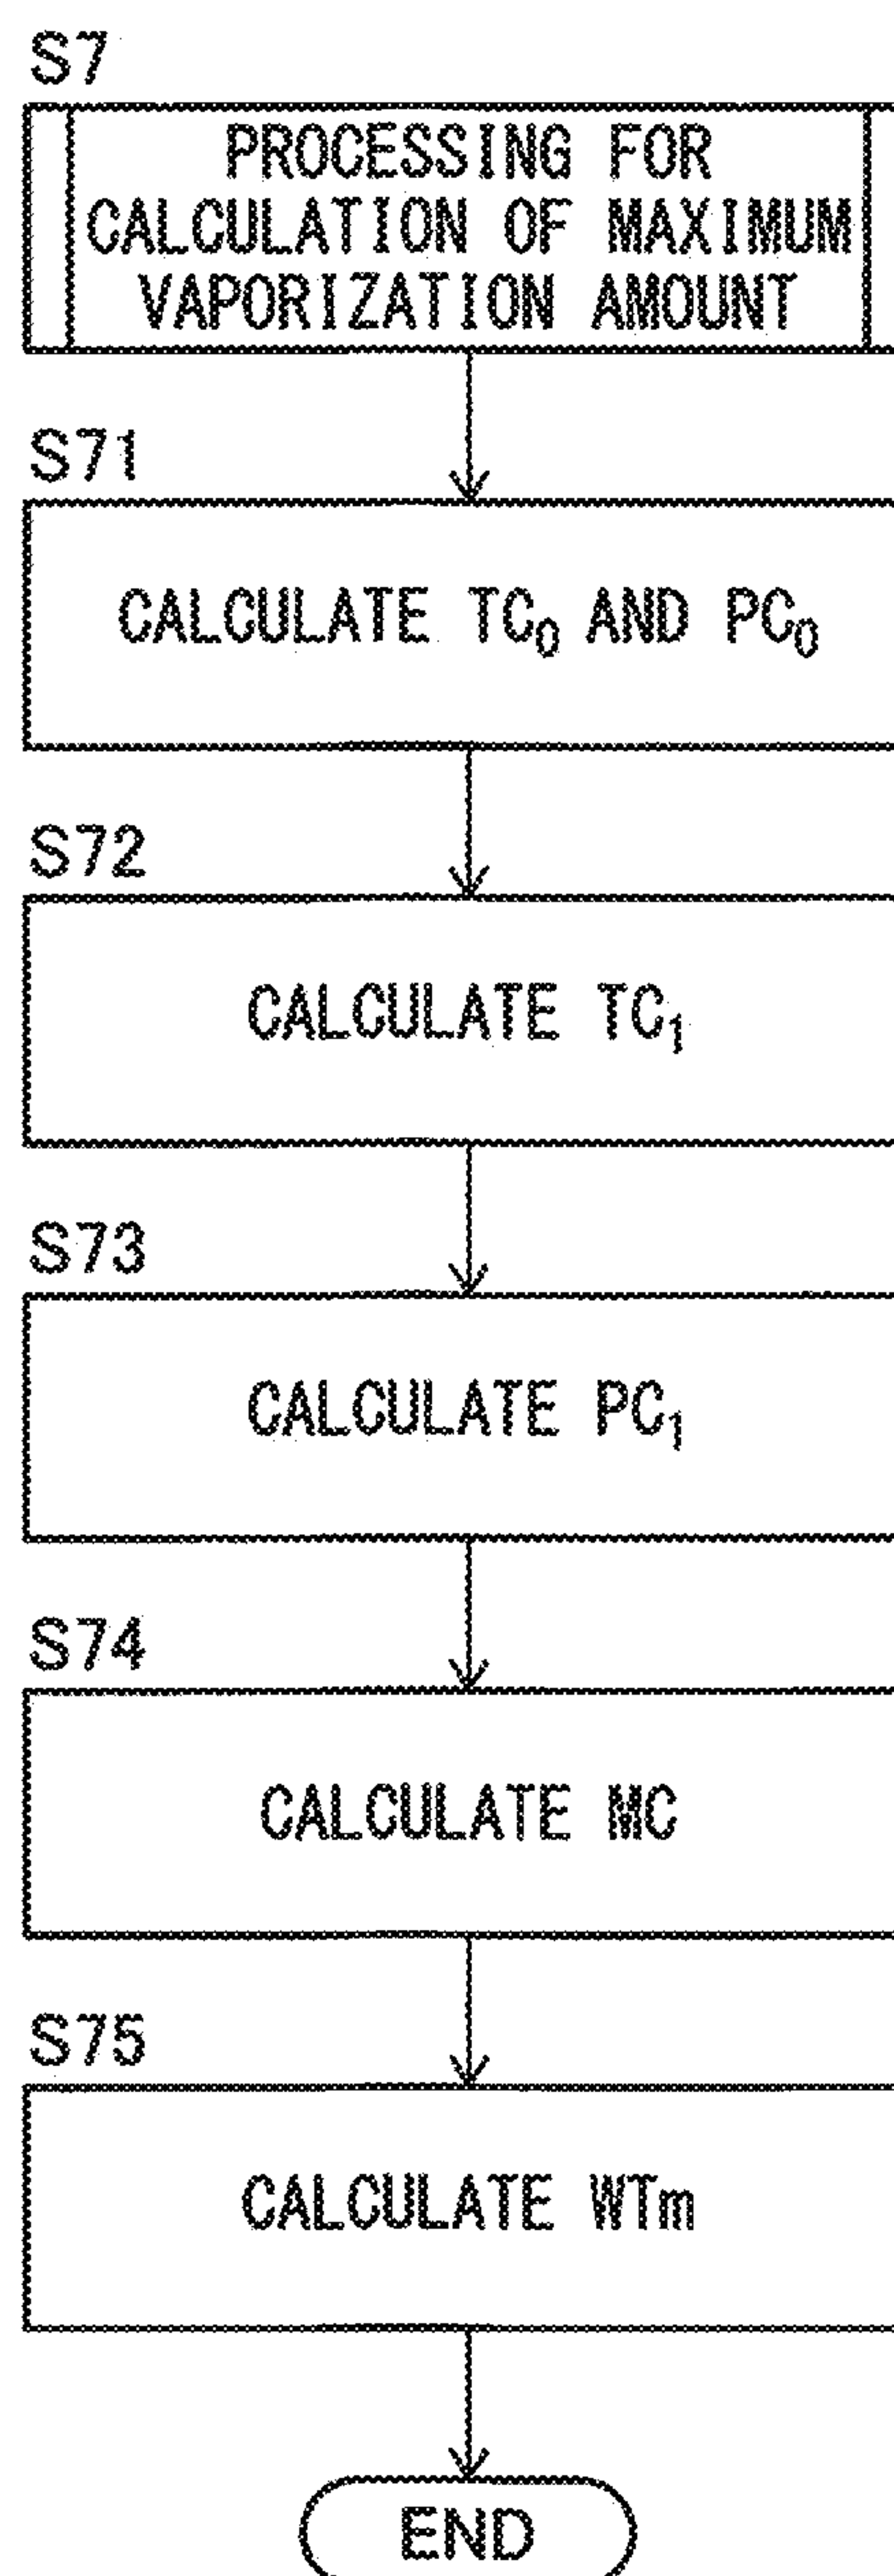 S7
PROCESSING FOR
CALCULATION OF MAXIMUM
VAPORIZATION AMOUNT
S71
CALCULATE TC₀ AND PC₀
S72
CALCULATE TC₁
S73
CALCULATE PC₁
S74
CALCULATE MC
S75
CALCULATE WTm
END